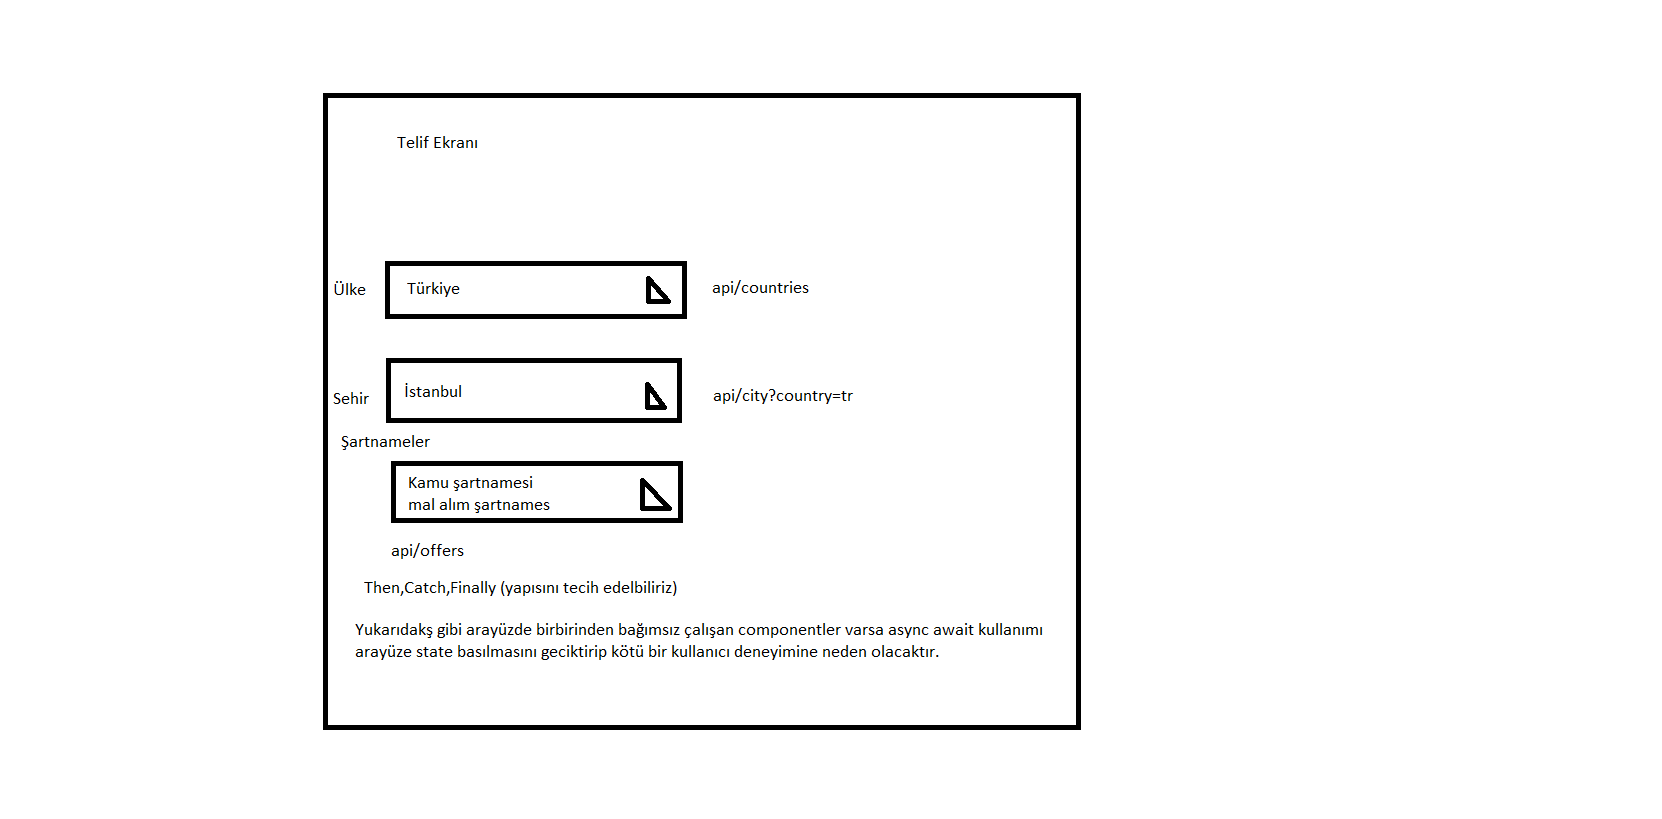 Telif Ekranı
Ülke
Türkiye
api/countries
Sehir
İstanbul
api/city?country=tr
Şartnameler
Kamu şartnamesi
mal alım şartnames
api/offers
Then,Catch,Finally (yapısını tecih edelbiliriz)
Yukarıdakş gibi arayüzde birbirinden bağımsız çalışan componentler varsa async await kullanımı
arayüze state basılmasını geciktirip kötü bir kullanıcı deneyimine neden olacaktır.